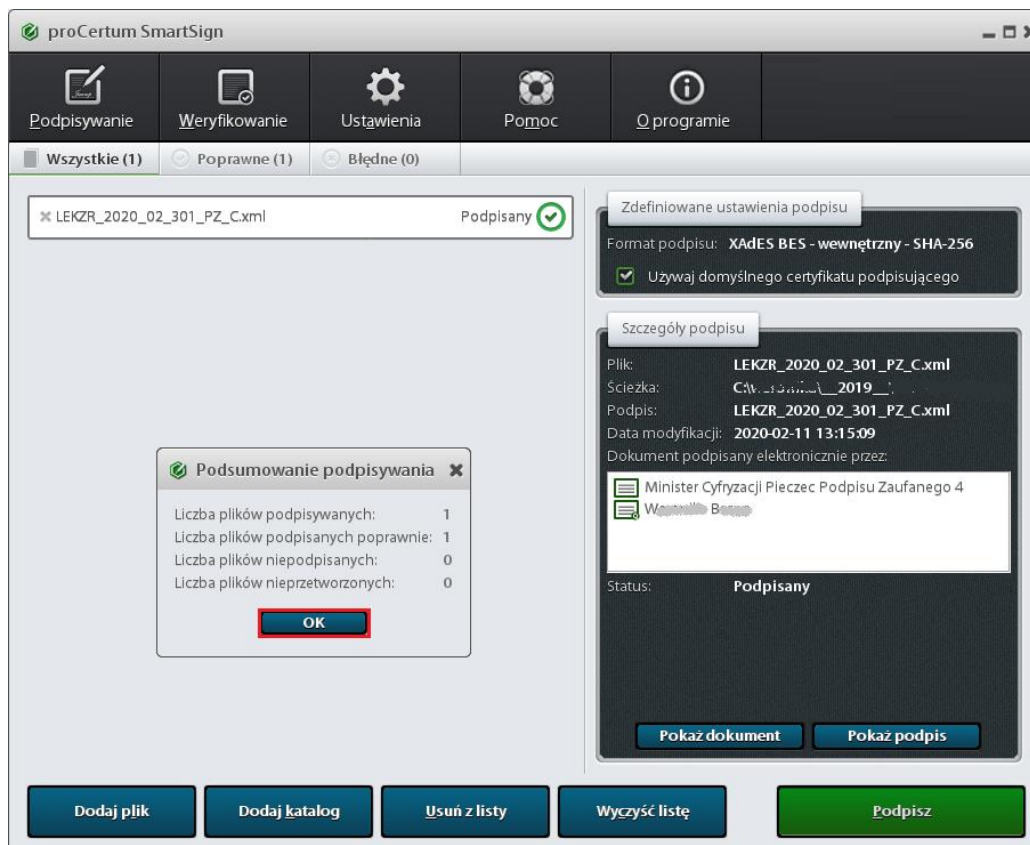 proCertum SmartSign
Podpisywanie
Weryfikowanie
Ustawienia
Pomoc
O programie
Wszystkie (1)
Poprawne (1)
Błędne (0)
LEKZR_2020_02_301_PZ_C.xml Podpisany
Zdefiniowane ustawienia podpisu
Format podpisu: XAdES BES - wewnętrzny - SHA-256
Używaj domyślnego certyfikatu podpisującego
Szczegóły podpisu
Plik: LEKZR_2020_02_301_PZ_C.xml
Ścieżka: C:\ \__2019__\
Podpis: LEKZR_2020_02_301_PZ_C.xml
Data modyfikacji: 2020-02-11 13:15:09
Dokument podpisany elektronicznie przez:
Minister Cyfryzacji Pieczec Podpisu Zaufanego 4
Status: Podpisany
Pokaż dokument
Pokaż podpis
Podsumowanie podpisywania
Liczba plików podpisywanych: 1
Liczba plików podpisanych poprawnie: 1
Liczba plików niepodpisanych: 0
Liczba plików nieprzetworzonych: 0
OK
Dodaj plik
Dodaj katalog
Usuń z listy
Wyczyść listę
Podpisz